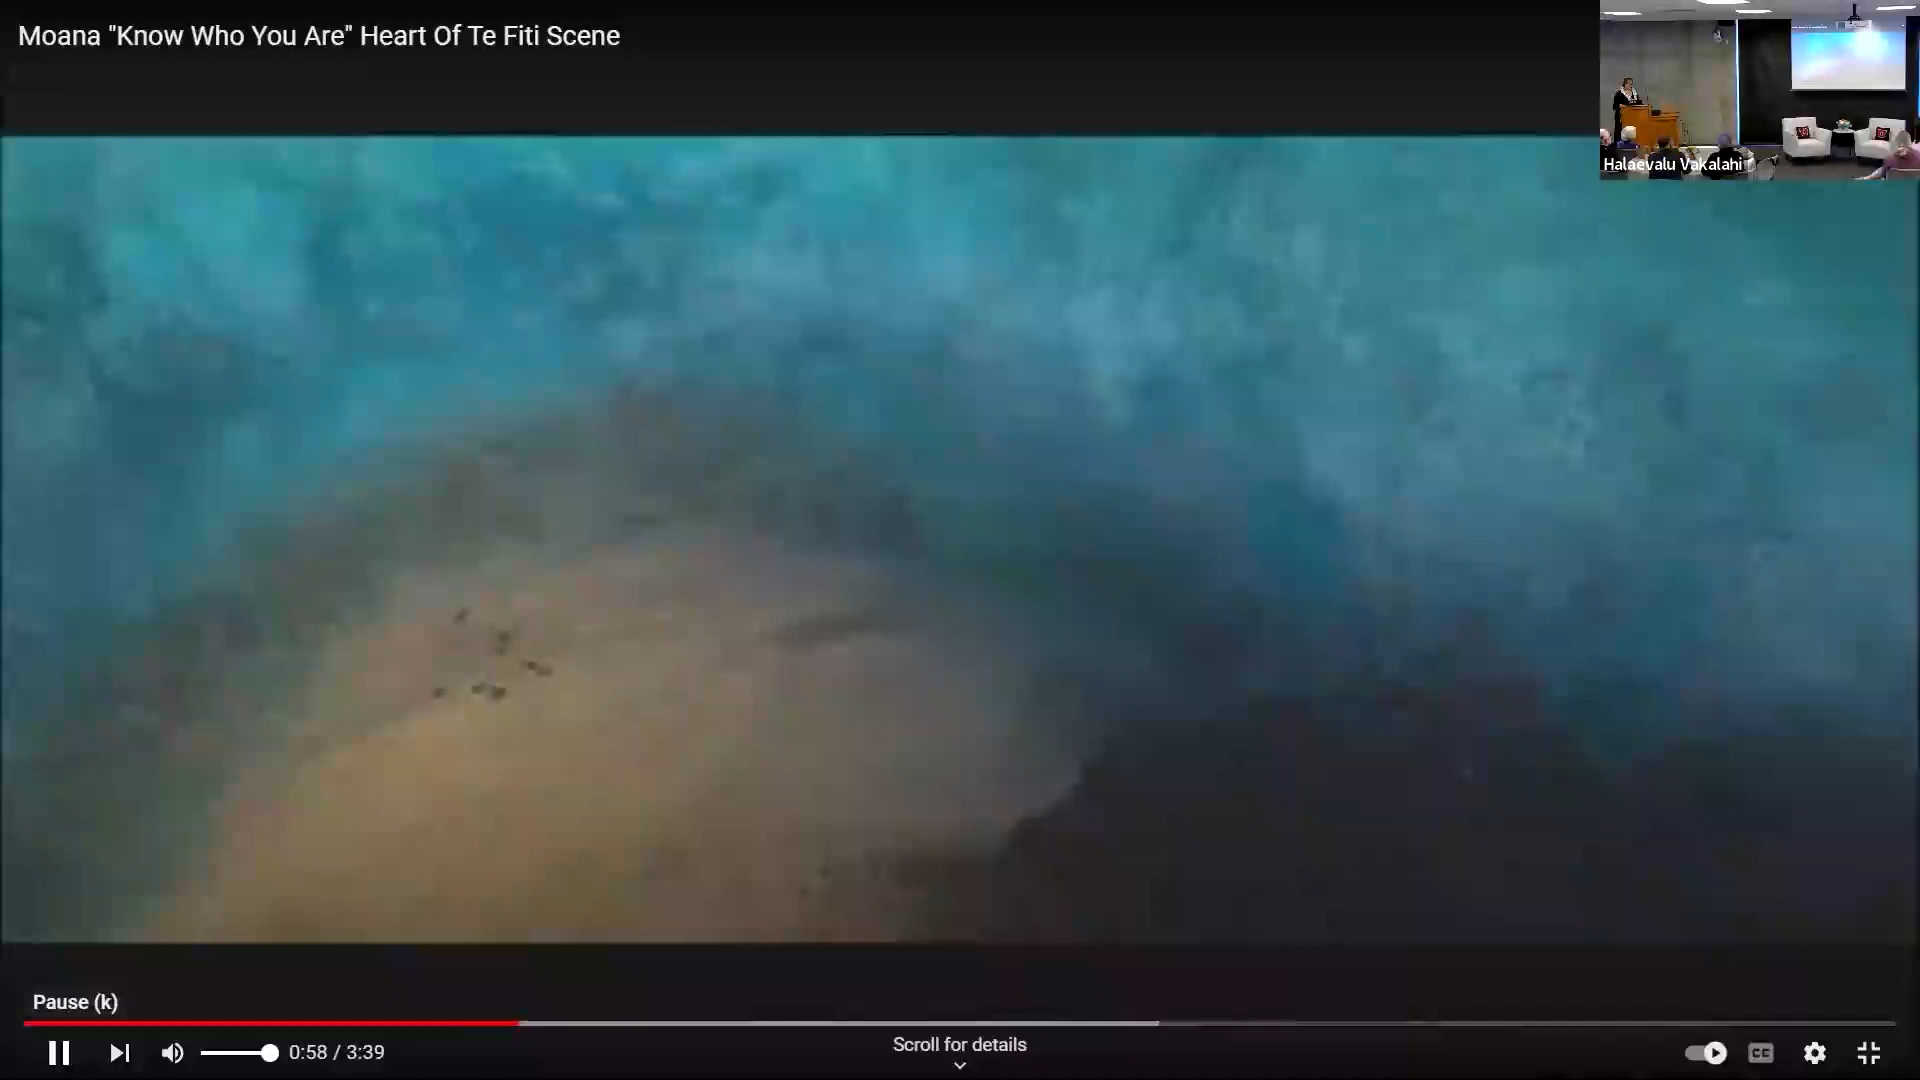 Moana "Know Who You Are" Heart Of Te Fiti Scene
Halaevalu Vakalahi
Pause (k)
0:58 / 3:39
Scroll for details
CC